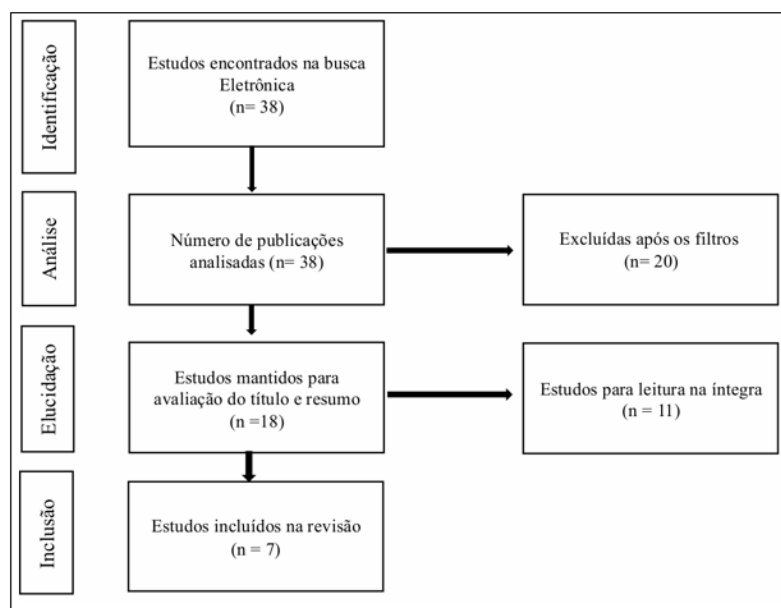 Identificação
Estudos encontrados na busca
Eletrônica
(n= 38)
Análise
Número de publicações
analisadas (n= 38)
Excluídas após os filtros
(n= 20)
Elucidação
Estudos mantidos para
avaliação do título e resumo
(n =18)
Estudos para leitura na íntegra
(n = 11)
Inclusão
Estudos incluídos na revisão
(n = 7)